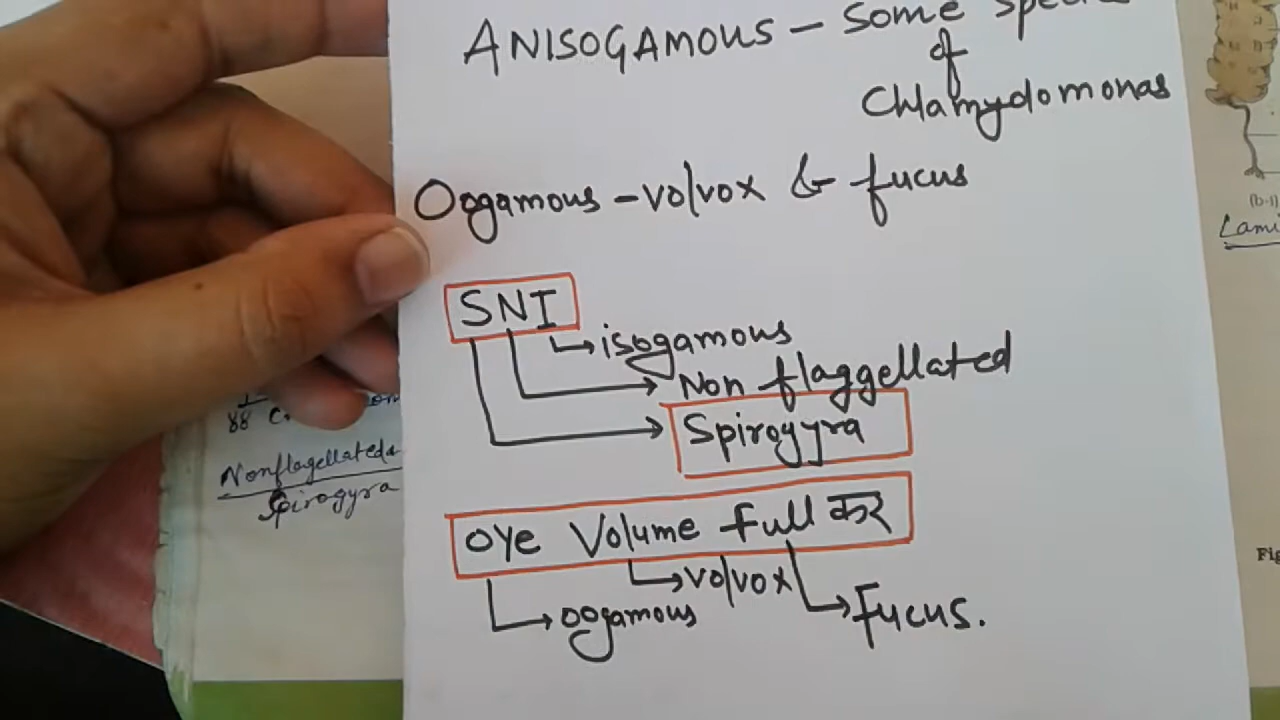 ANISOGAMOUS - Some
of
Chlamydomonas
Oogamous - Volvox & fucus
SNI
isogamous
Non flaggellated
Spirogyra
OYe Volume full कर
Volvox
oogamous
Fucus.
88
Nonflagellated &
Spirogyra
(b-i)
Lami
Fig